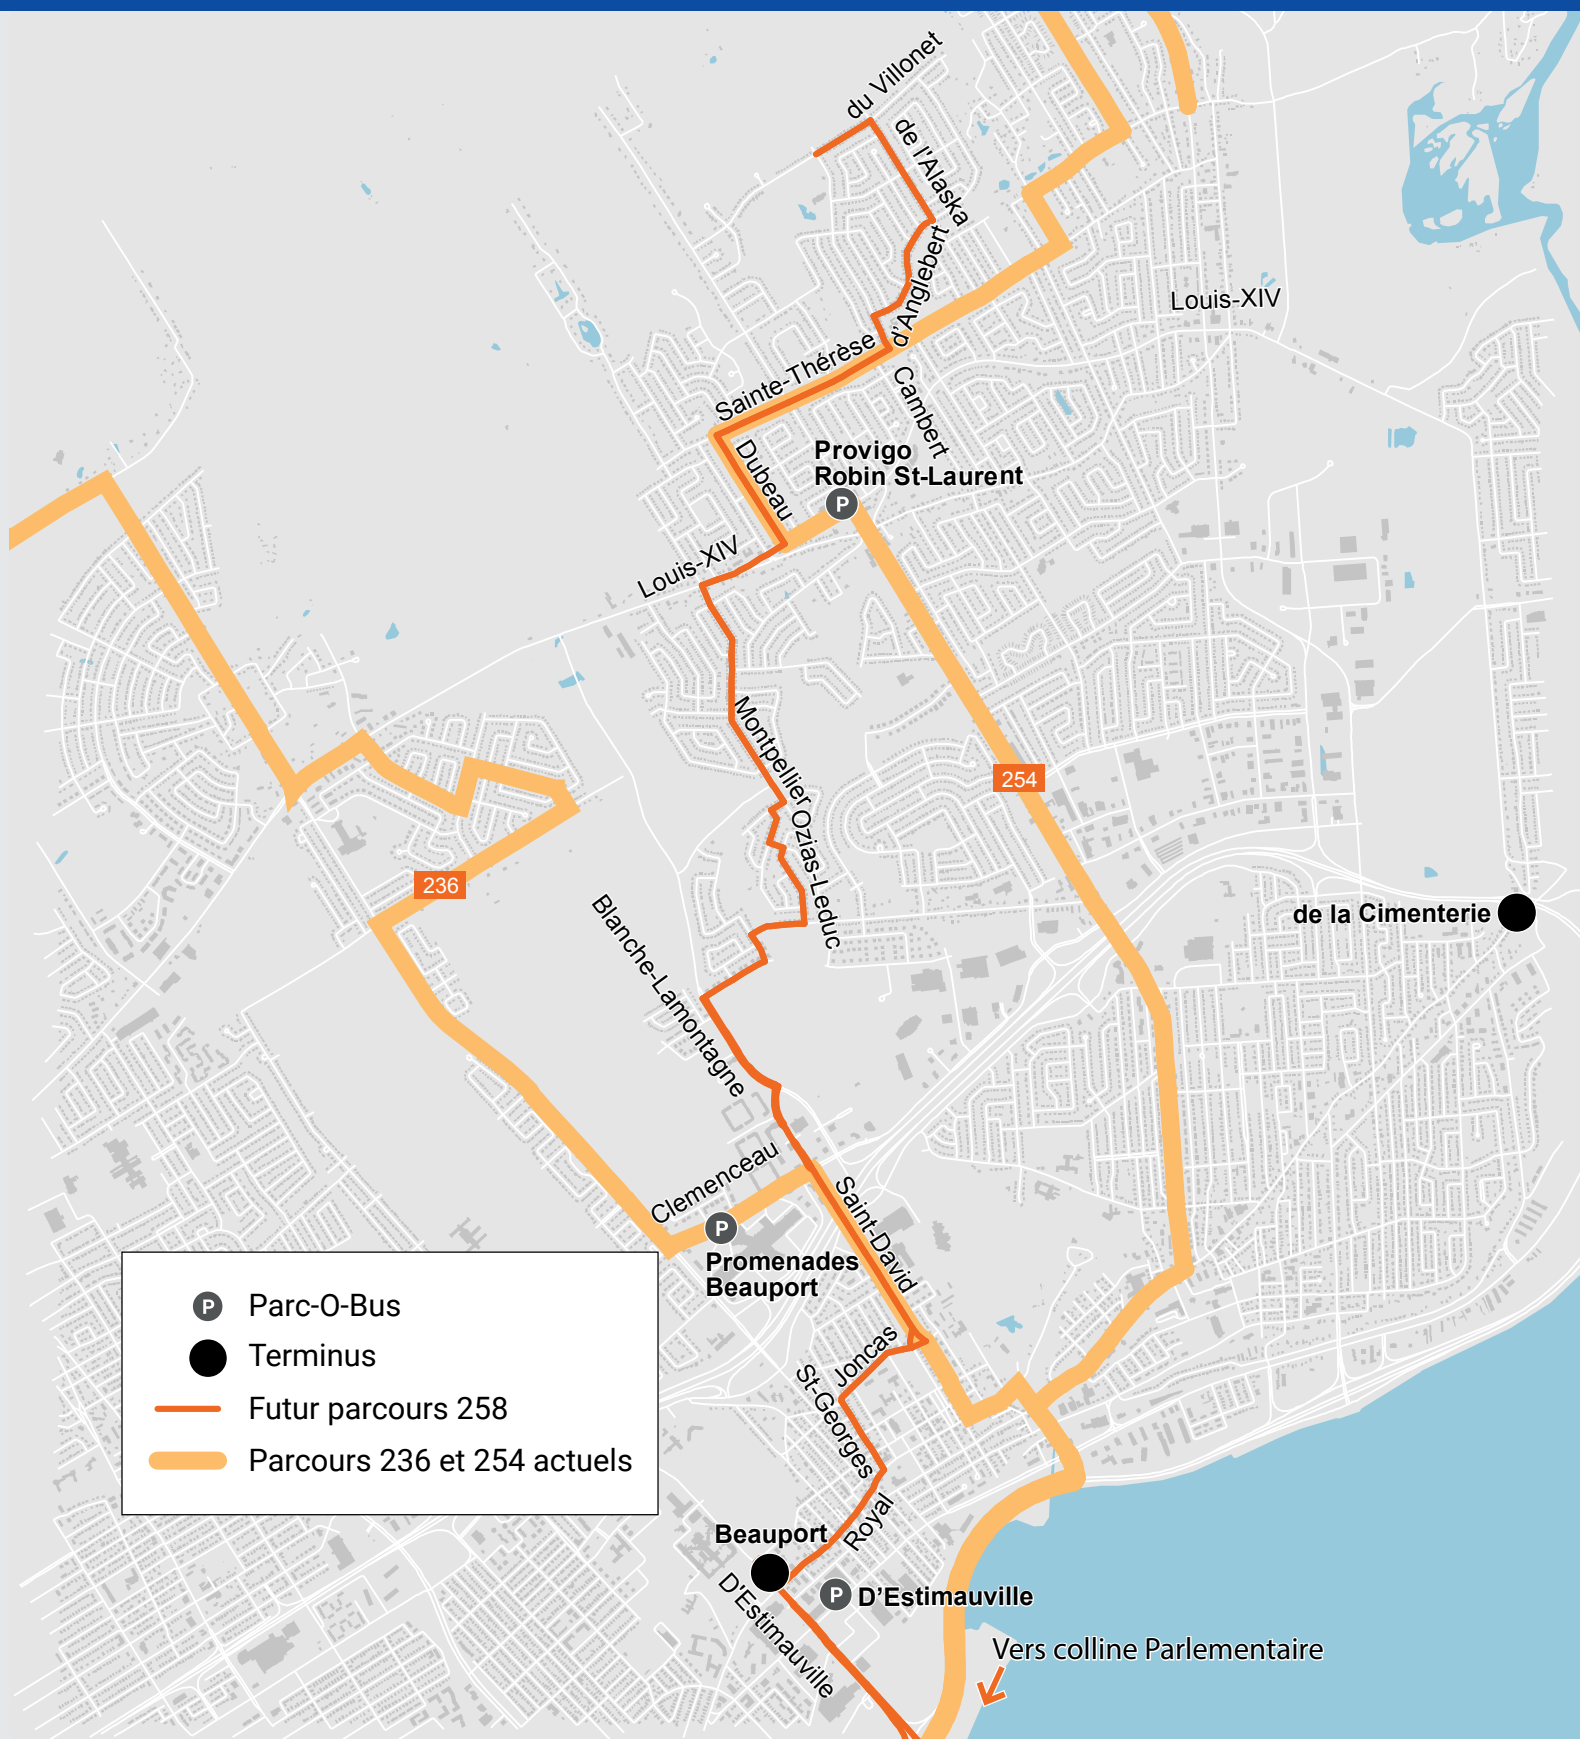 du Villonet
de l'Alaska
d'Anglebert
Louis-XIV
Sainte-Thérèse
Cambert
Dubeau
Provigo
Robin St-Laurent
P
Louis-XIV
Montpellier
254
Ozias-Leduc
236
Blanche-Lamontagne
de la Cimenterie
Clemenceau
Saint-David
P
Promenades
Beauport
P Parc-O-Bus
Terminus
Futur parcours 258
Parcours 236 et 254 actuels
Joncas
St-Georges
Royal
Beauport
D'Estimauville
P D'Estimauville
Vers colline Parlementaire